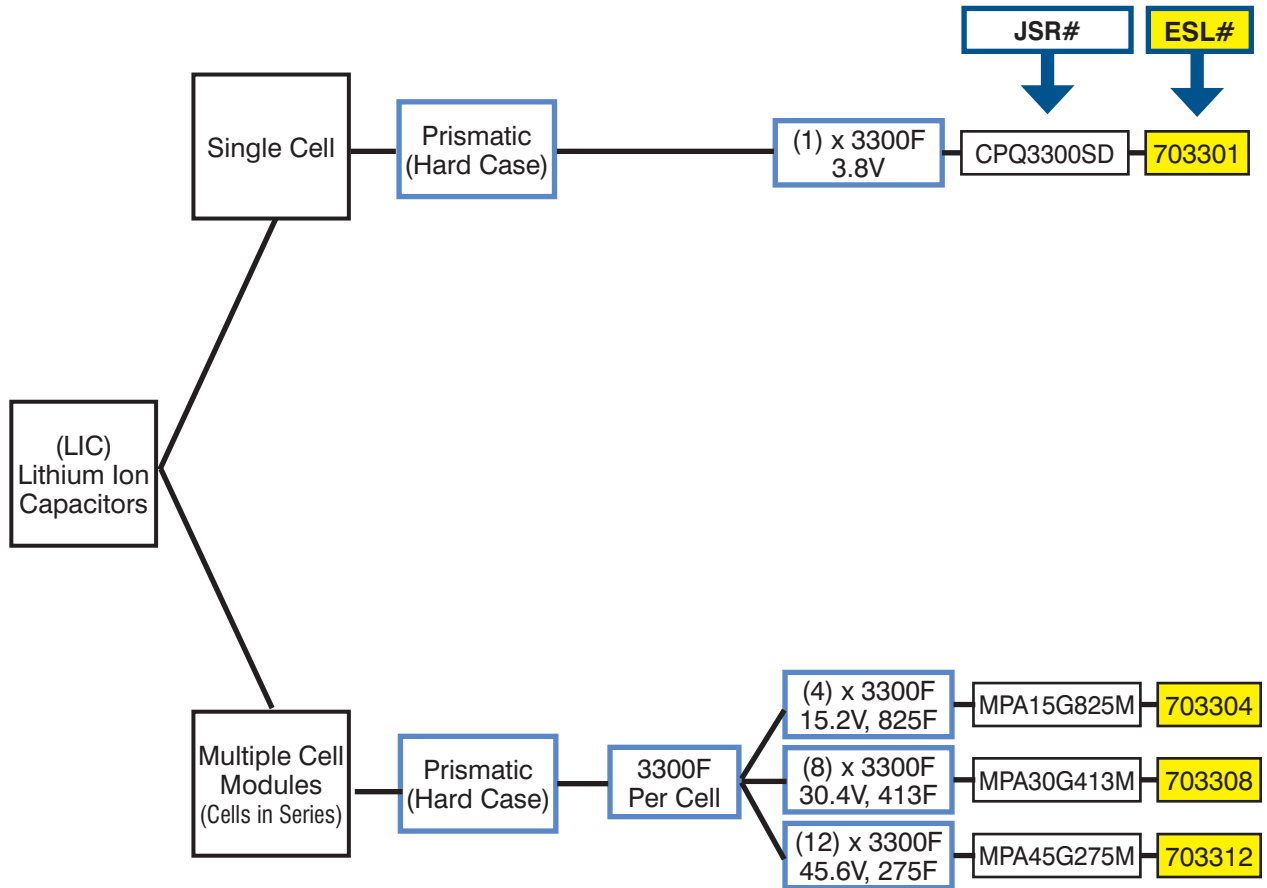 JSR#
ESL#
Single Cell
Prismatic
(Hard Case)
(1) x 3300F
3.8V
CPQ3300SD
703301
(LIC)
Lithium Ion
Capacitors
Multiple Cell
Modules
(Cells in Series)
Prismatic
(Hard Case)
3300F
Per Cell
(4) x 3300F
15.2V, 825F
MPA15G825M
703304
(8) x 3300F
30.4V, 413F
MPA30G413M
703308
(12) x 3300F
45.6V, 275F
MPA45G275M
703312